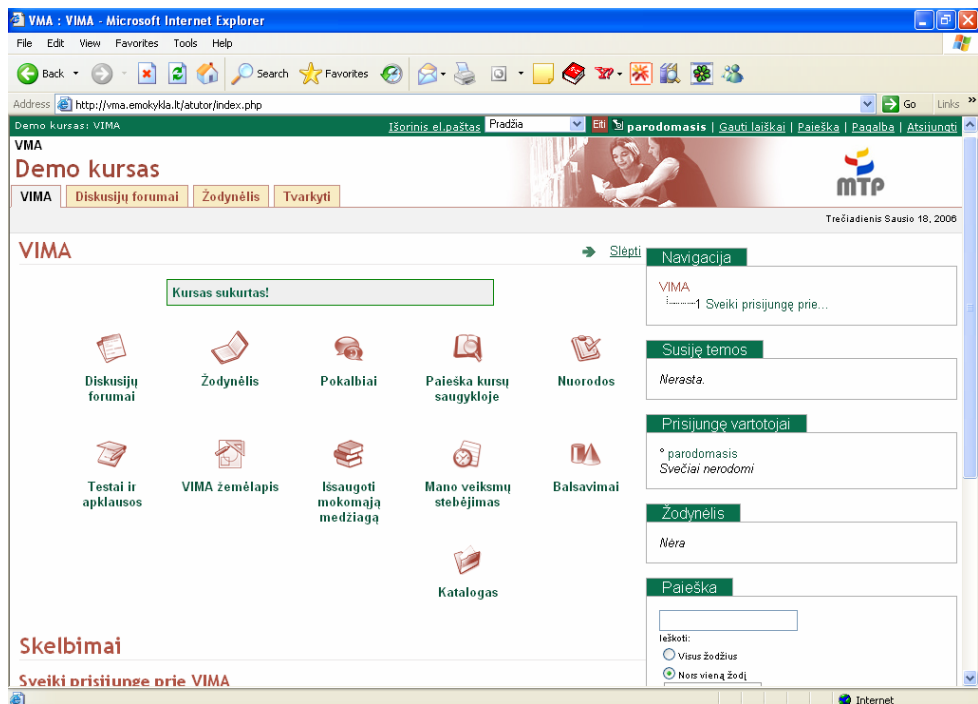 VMA : VIMA - Microsoft Internet Explorer
File Edit View Favorites Tools Help
Back Search Favorites
Address http://vma.emokykla.lt/atutor/index.php Go Links »
Demo kursas: VIMA Išorinis el.paštas Pradžia Eiti parodomasis | Gauti laiškai | Paieška | Pagalba | Atsijungti
VMA
Demo kursas
MTP
VIMA Diskusijų forumai Žodynėlis Tvarkyti
Trečiadienis Sausio 18, 2006
VIMA Slėpti
Kursas sukurtas!
Diskusijų forumai
Žodynėlis
Pokalbiai
Paieška kursų
saugykloje
Nuorodos
Testai ir
apklausos
VIMA žemėlapis
Išsaugoti
mokomąją
medžiagą
Mano veiksmų
stebėjimas
Balsavimai
Katalogas
Skelbimai
Sveiki prisijungę prie VIMA
Navigacija
VIMA
1 Sveiki prisijungę prie...
Susiję temos
Nerasta.
Prisijungę vartotojai
° parodomasis
Svečiai nerodomi
Žodynėlis
Nėra
Paieška
Ieškoti:
Visus žodžius
Nors vieną žodį
Internet